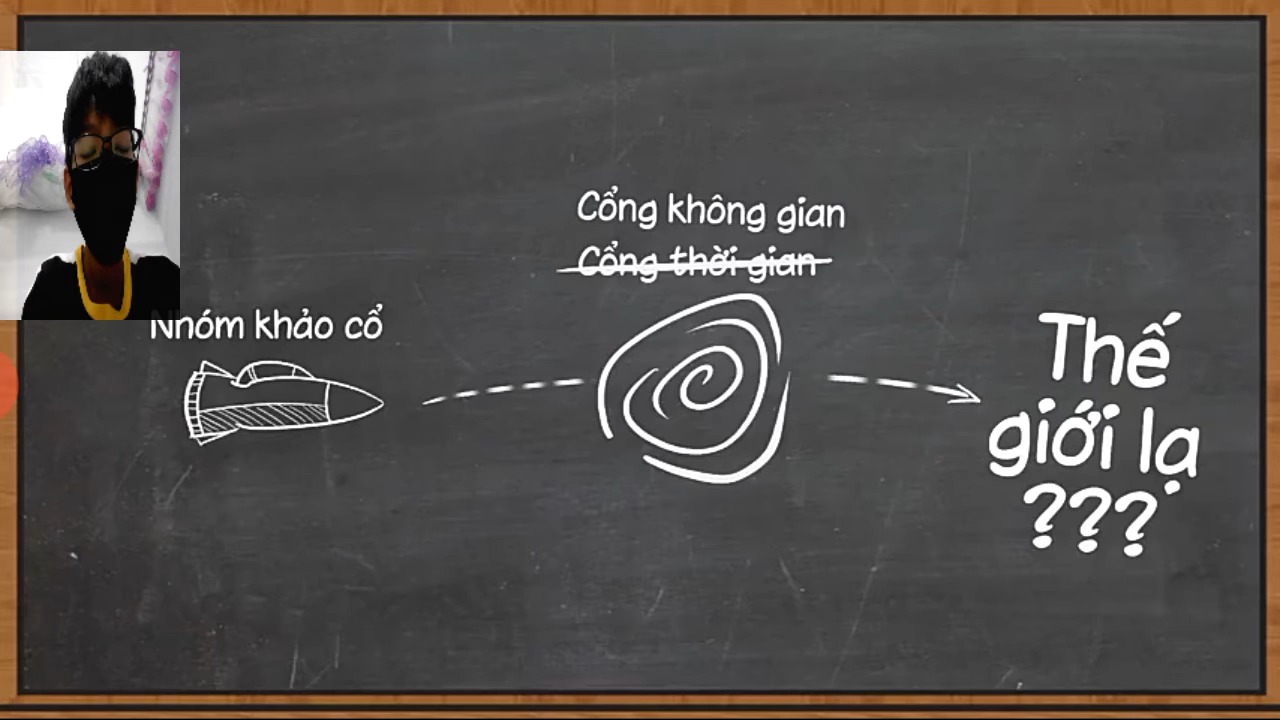 Cổng không gian
Cổng thời gian
Nhóm khảo cổ
Thế
giới lạ
???